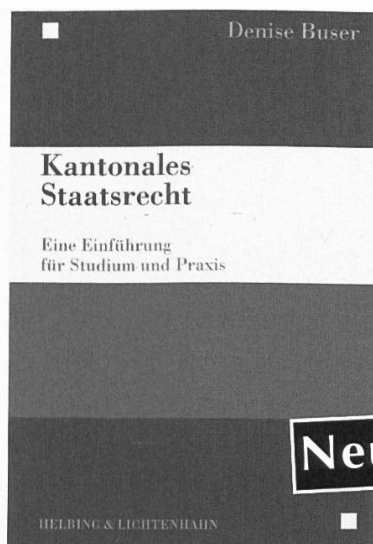 Denise Buser
Kantonales
Staatsrecht
Eine Einführung
für Studium und Praxis
Neu
HELBING & LICHTENHAHN